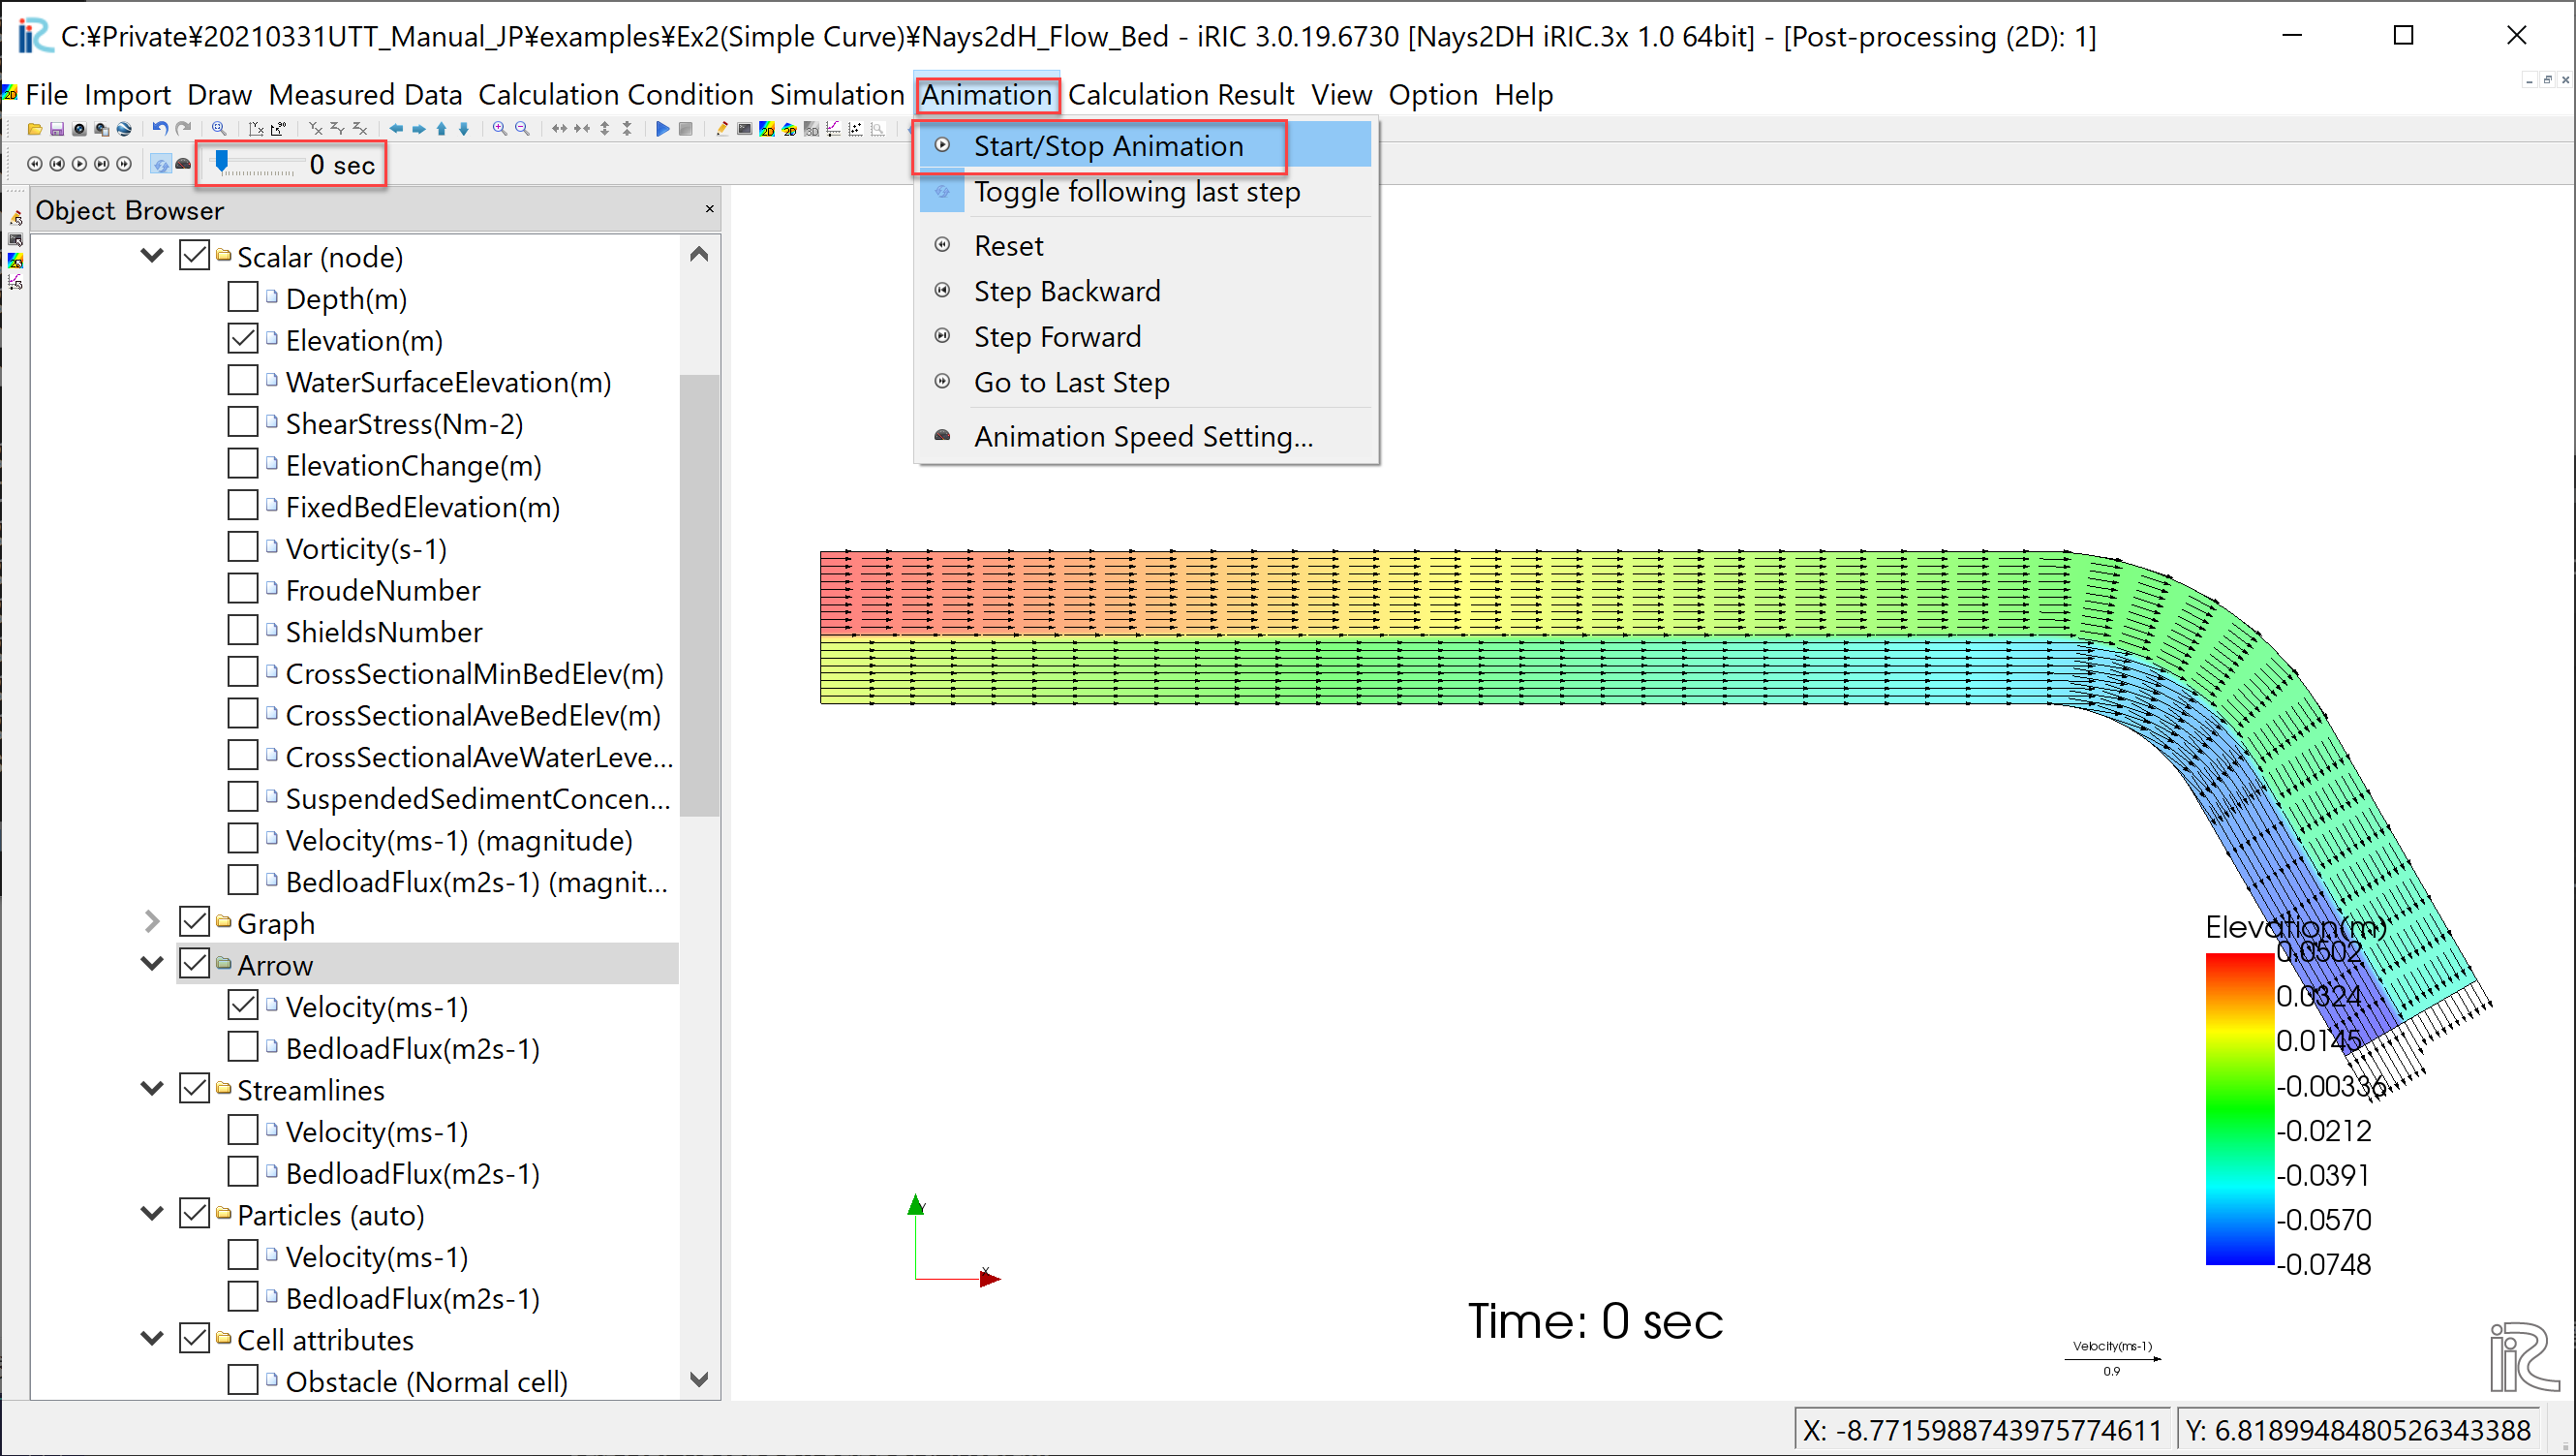 C:¥Private¥20210331UTT_Manual_JP¥examples¥Ex2(Simple Curve)¥Nays2dH_Flow_Bed - iRIC 3.0.19.6730 [Nays2DH iRIC.3x 1.0 64bit] - [Post-processing (2D): 1]
File Import Draw Measured Data Calculation Condition Simulation Animation Calculation Result View Option Help
0 sec
Start/Stop Animation
Toggle following last step
Reset
Step Backward
Step Forward
Go to Last Step
Animation Speed Setting...
Object Browser
Scalar (node)
Depth(m)
Elevation(m)
WaterSurfaceElevation(m)
ShearStress(Nm-2)
ElevationChange(m)
FixedBedElevation(m)
Vorticity(s-1)
FroudeNumber
ShieldsNumber
CrossSectionalMinBedElev(m)
CrossSectionalAveBedElev(m)
CrossSectionalAveWaterLeve...
SuspendedSedimentConcen...
Velocity(ms-1) (magnitude)
BedloadFlux(m2s-1) (magnit...
Graph
Arrow
Velocity(ms-1)
BedloadFlux(m2s-1)
Streamlines
Velocity(ms-1)
BedloadFlux(m2s-1)
Particles (auto)
Velocity(ms-1)
BedloadFlux(m2s-1)
Cell attributes
Obstacle (Normal cell)
Elevation(m)
0.0502
0.0324
0.0145
-0.00336
-0.0212
-0.0391
-0.0570
-0.0748
Y
X
Time: 0 sec
Velocity(ms-1)
0.9
iRIC
X: -8.7715988743975774611
Y: 6.8189948480526343388